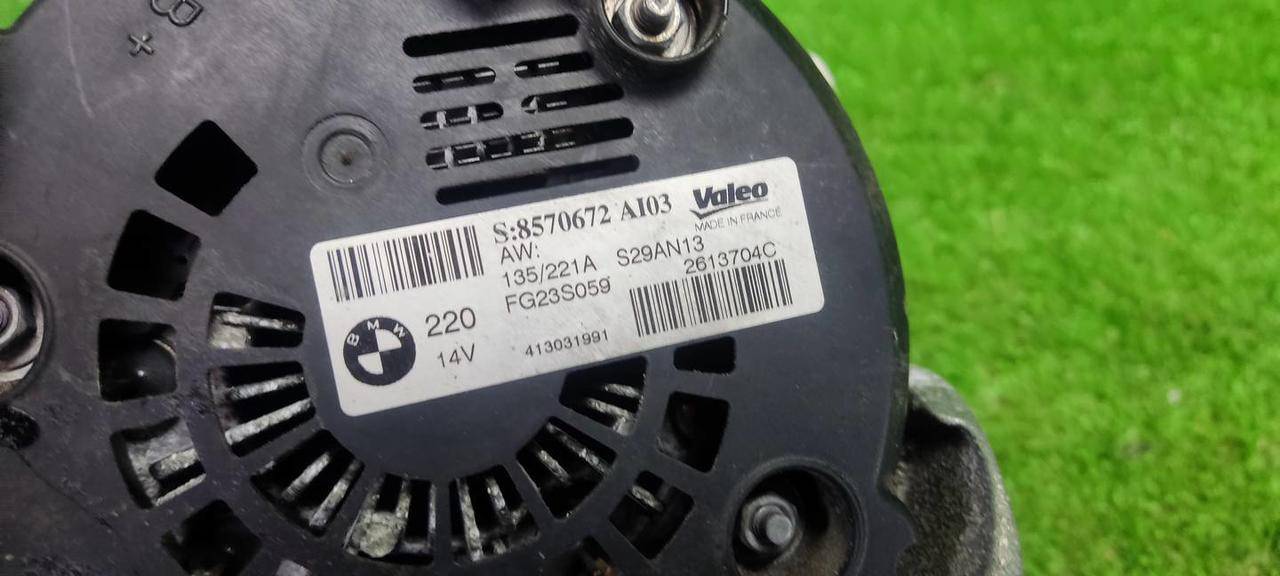 B
+
S:8570672 AI03
Valeo
MADE IN FRANCE
AW:
135/221A S29AN13
FG23S059 2613704C
BMW
220
14V
413031991